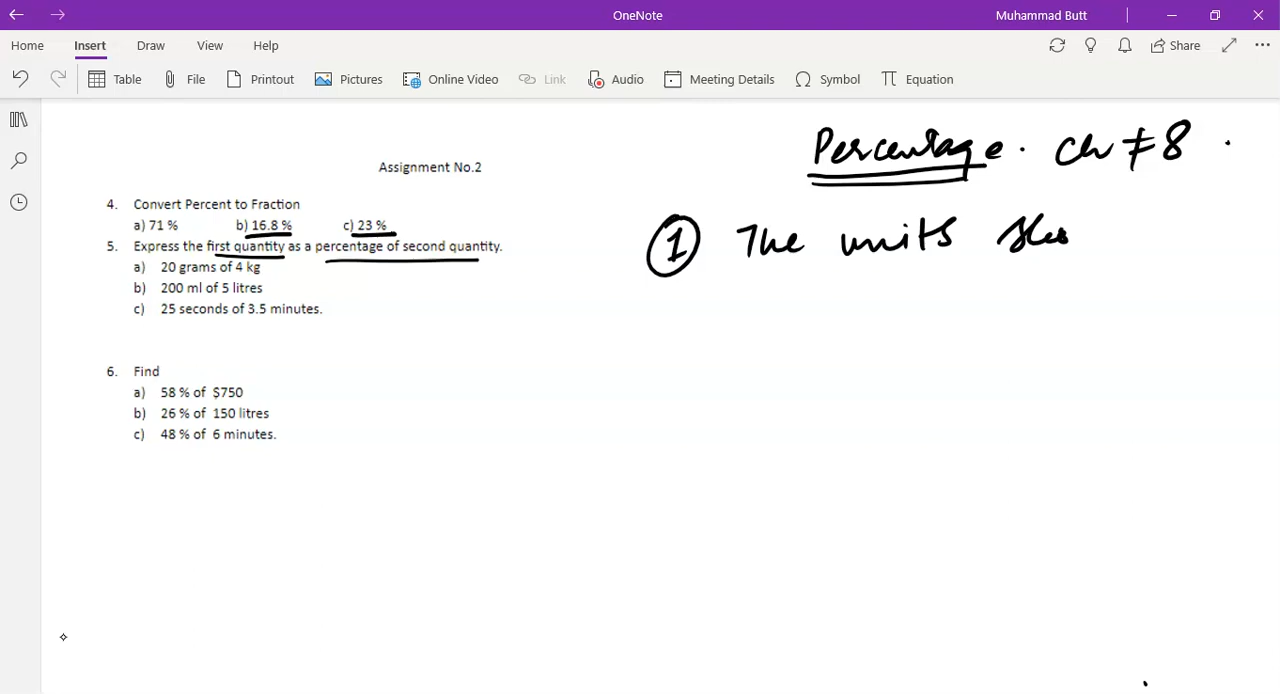 OneNote
Muhammad Butt
Home Insert Draw View Help
Share
Table File Printout Pictures Online Video Link Audio Meeting Details Symbol Equation
Percentage. Ch # 8
Assignment No.2
4. Convert Percent to Fraction
a) 71 % b) 16.8 % c) 23 %
5. Express the first quantity as a percentage of second quantity.
a) 20 grams of 4 kg
b) 200 ml of 5 litres
c) 25 seconds of 3.5 minutes.
① The units
6. Find
a) 58 % of $750
b) 26 % of 150 litres
c) 48 % of 6 minutes.